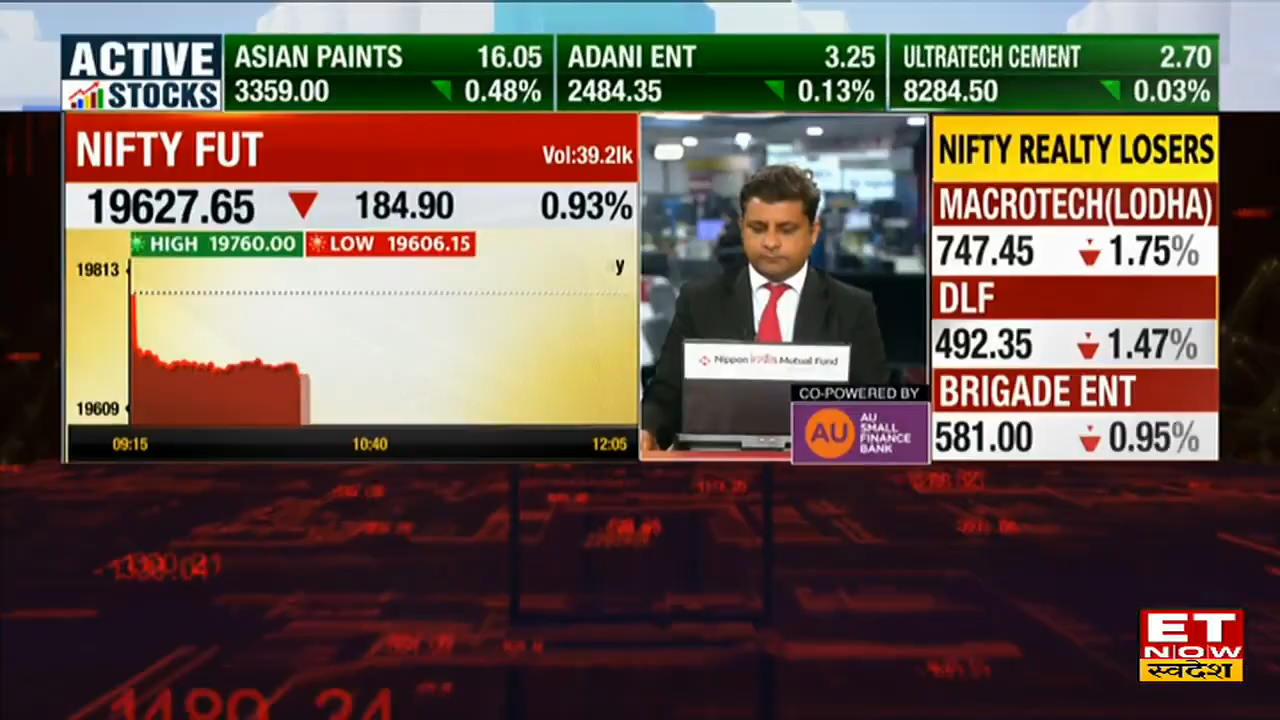 ACTIVE
STOCKS
ASIAN PAINTS 16.05
3359.00 0.48%
ADANI ENT 3.25
2484.35 0.13%
ULTRATECH CEMENT 2.70
8284.50 0.03%
NIFTY FUT Vol:39.2lk
19627.65 184.90 0.93%
HIGH 19760.00 LOW 19606.15
y
19813
19609
09:15 10:40 12:05
Nippon india Mutual Fund
CO-POWERED BY
AU
AU
SMALL
FINANCE
BANK
NIFTY REALTY LOSERS
MACROTECH(LODHA)
747.45 1.75%
DLF
492.35 1.47%
BRIGADE ENT
581.00 0.95%
ET
NOW
स्वदेश